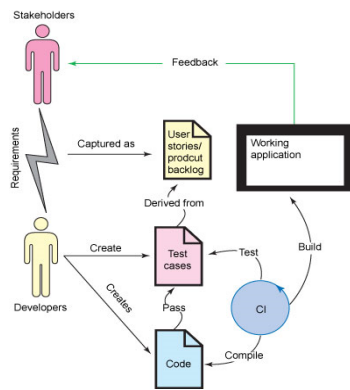 Stakeholders
Feedback
Requirements
Captured as
User
stories/
prodcut
backlog
Working
application
Derived from
Create
Test
cases
Test
Build
Developers
Creates
Pass
CI
Code
Compile